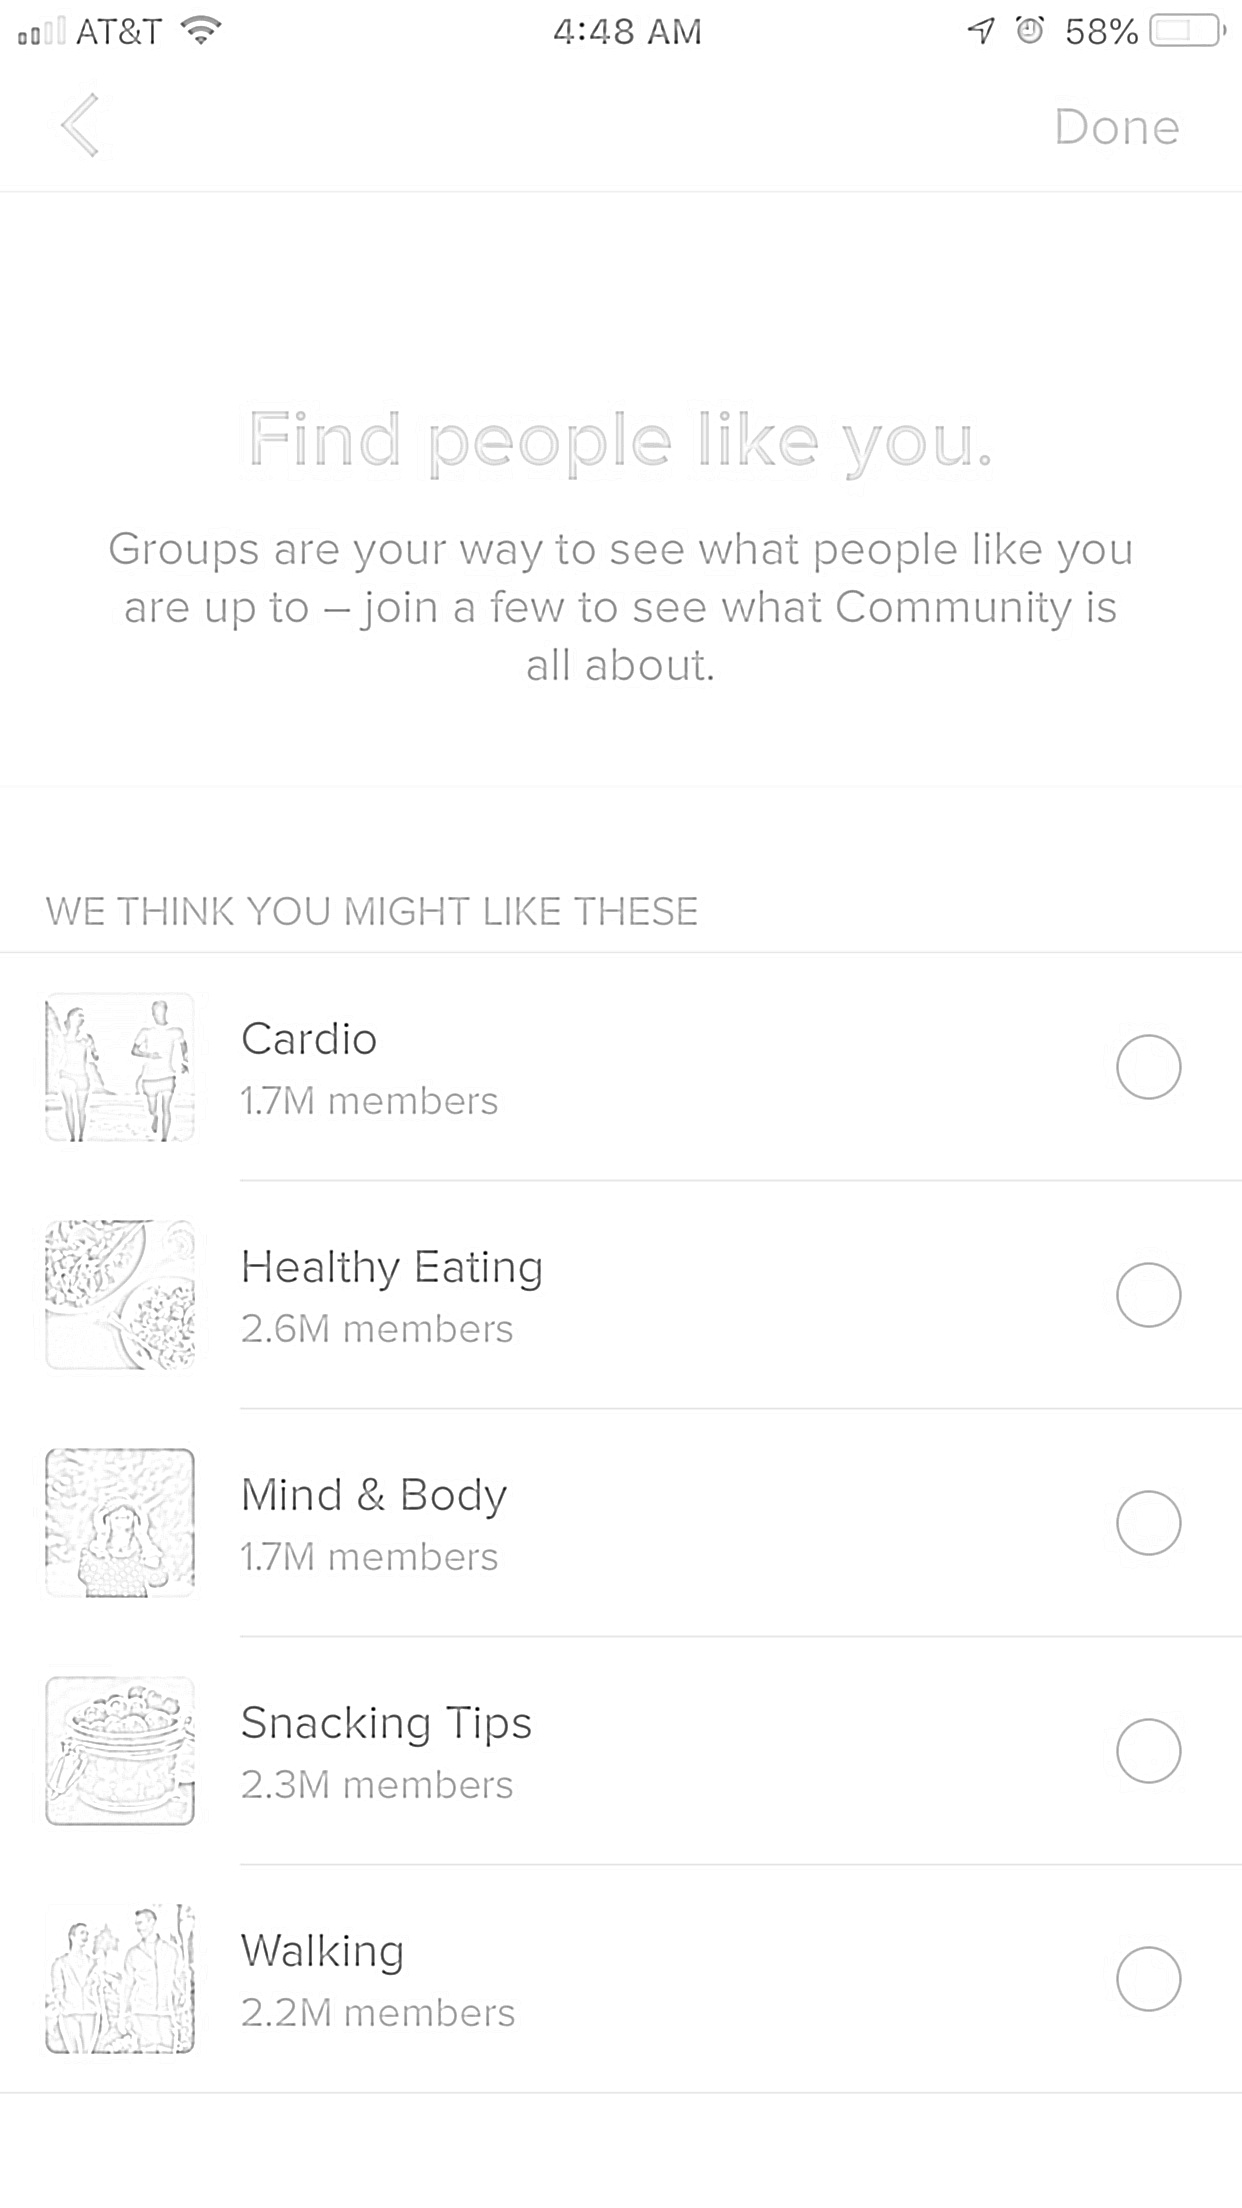 AT&T 4:48 AM 58%
Done
Find people like you.
Groups are your way to see what people like you
are up to – join a few to see what Community is
all about.
WE THINK YOU MIGHT LIKE THESE
Cardio
1.7M members
Healthy Eating
2.6M members
Mind & Body
1.7M members
Snacking Tips
2.3M members
Walking
2.2M members